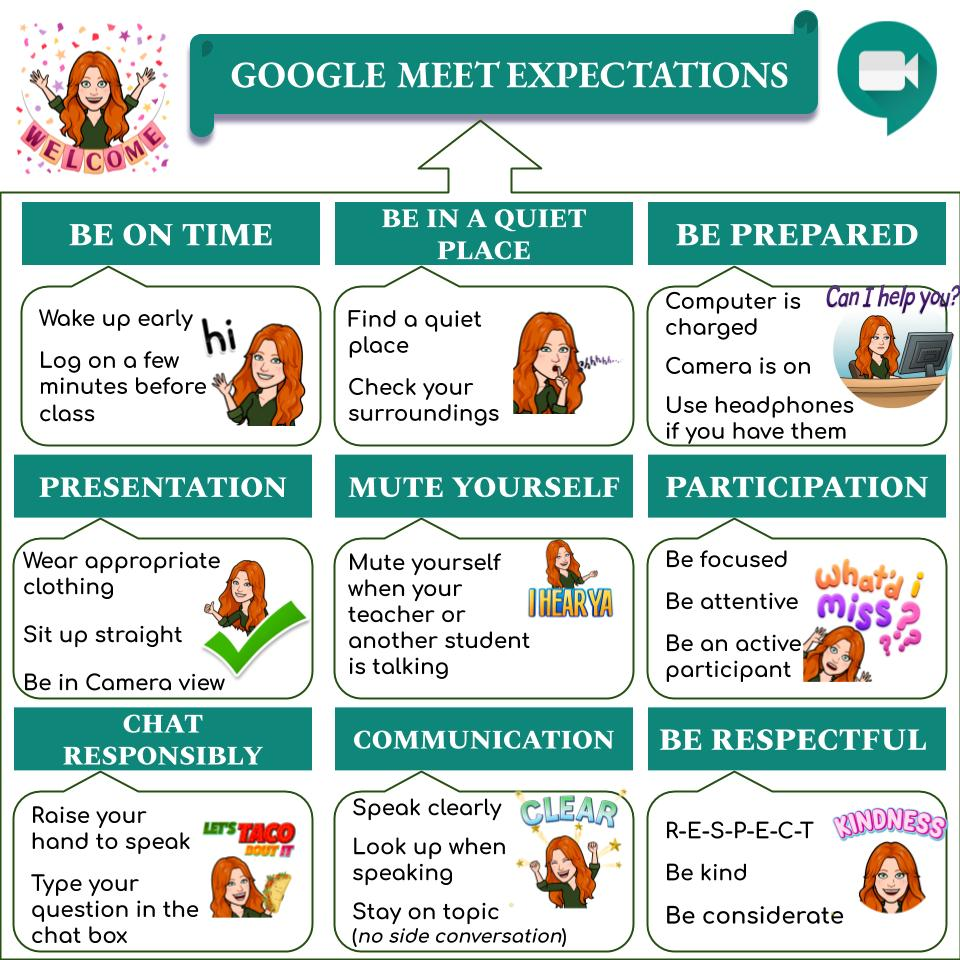 GOOGLE MEET EXPECTATIONS
WELCOME
BE ON TIME
Wake up early
Log on a few
minutes before
class
hi
BE IN A QUIET
PLACE
Find a quiet
place
Check your
surroundings
BE PREPARED
Computer is
charged
Camera is on
Use headphones
if you have them
Can I help you?
PRESENTATION
Wear appropriate
clothing
Sit up straight
Be in Camera view
MUTE YOURSELF
Mute yourself
when your
teacher or
another student
is talking
I HEAR YA
PARTICIPATION
Be focused
Be attentive
Be an active
participant
what'd i
miss?
??
CHAT
RESPONSIBLY
Raise your
hand to speak
Type your
question in the
chat box
LET'S TACO
BOUT IT
COMMUNICATION
Speak clearly
Look up when
speaking
Stay on topic
(no side conversation)
CLEAR
BE RESPECTFUL
R-E-S-P-E-C-T
Be kind
Be considerate
KINDNESS